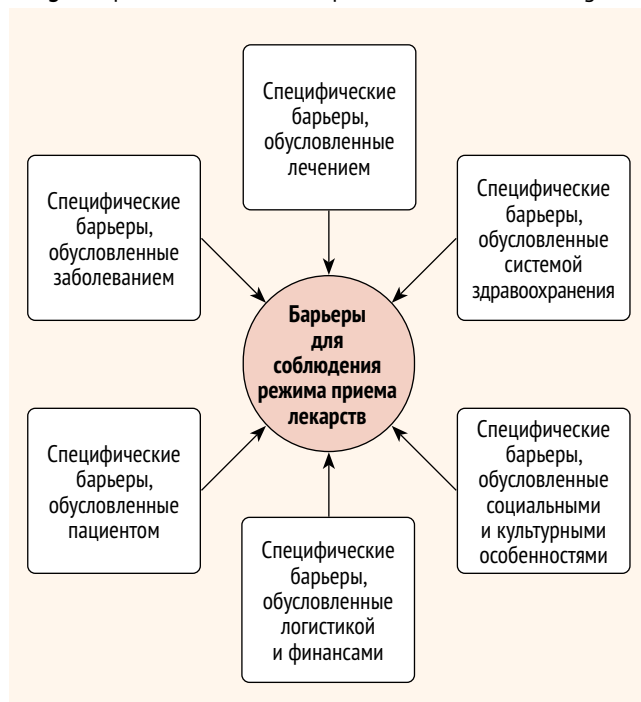 Специфические
барьеры,
обусловленные
лечением
Специфические
барьеры,
обусловленные
заболеванием
Специфические
барьеры,
обусловленные
системой
здравоохранения
Барьеры
для
соблюдения
режима приема
лекарств
Специфические
барьеры,
обусловленные
пациентом
Специфические
барьеры,
обусловленные
социальными
и культурными
особенностями
Специфические
барьеры,
обусловленные
логистикой
и финансами